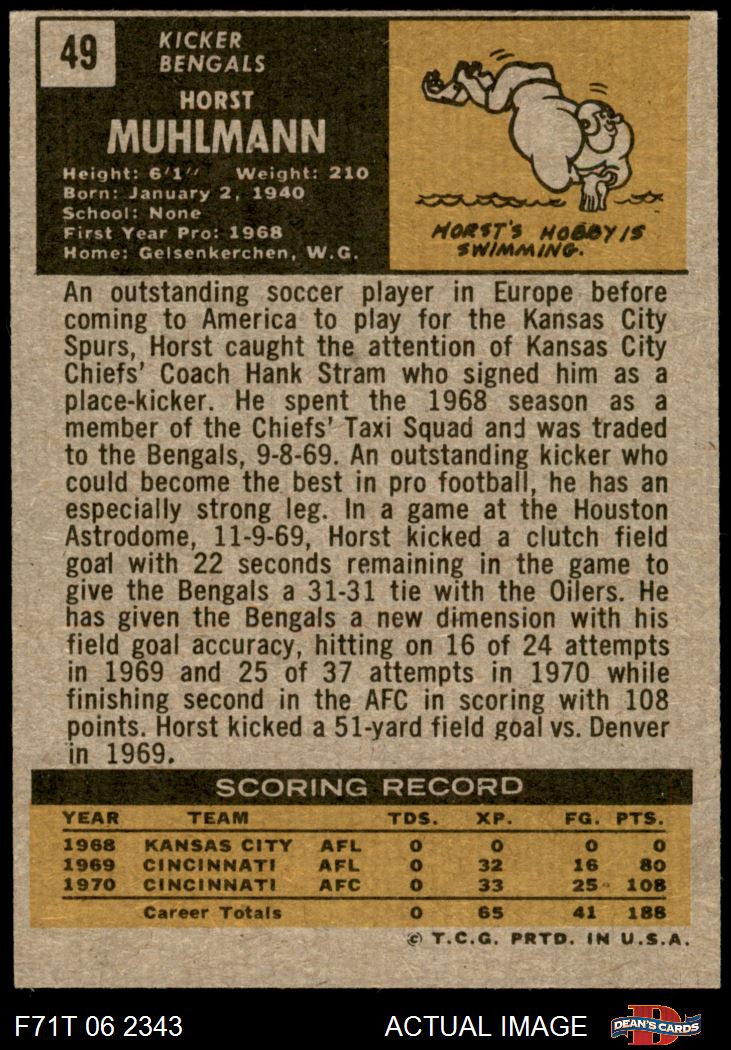 49
KICKER
BENGALS
HORST
MUHLMANN
Height: 6'1" Weight: 210
Born: January 2, 1940
School: None
First Year Pro: 1968
Home: Gelsenkerchen, W.G.
HORST'S HOBBY IS
SWIMMING.
An outstanding soccer player in Europe before
coming to America to play for the Kansas City
Spurs, Horst caught the attention of Kansas City
Chiefs' Coach Hank Stram who signed him as a
place-kicker. He spent the 1968 season as a
member of the Chiefs' Taxi Squad and was traded
to the Bengals, 9-8-69. An outstanding kicker who
could become the best in pro football, he has an
especially strong leg. In a game at the Houston
Astrodome, 11-9-69, Horst kicked a clutch field
goal with 22 seconds remaining in the game to
give the Bengals a 31-31 tie with the Oilers. He
has given the Bengals a new dimension with his
field goal accuracy, hitting on 16 of 24 attempts
in 1969 and 25 of 37 attempts in 1970 while
finishing second in the AFC in scoring with 108
points. Horst kicked a 51-yard field goal vs. Denver
in 1969.
SCORING RECORD
YEAR TEAM TDS. XP. FG. PTS.
1968 KANSAS CITY AFL 0 0 0 0
1969 CINCINNATI AFL 0 32 16 80
1970 CINCINNATI AFC 0 33 25 108
Career Totals 0 65 41 188
© T.C.G. PRTD. IN U.S.A.
F71T 06 2343 ACTUAL IMAGE D DEAN'S CARDS